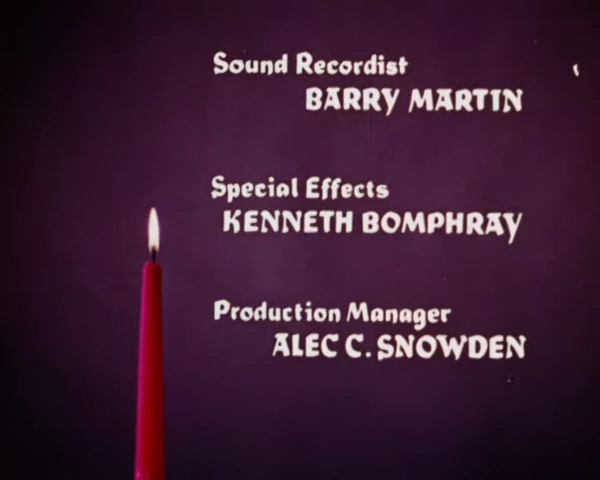 Sound Recordist
BARRY MARTIN
Special Effects
KENNETH BOMPHRAY
Production Manager
ALEC C. SNOWDEN